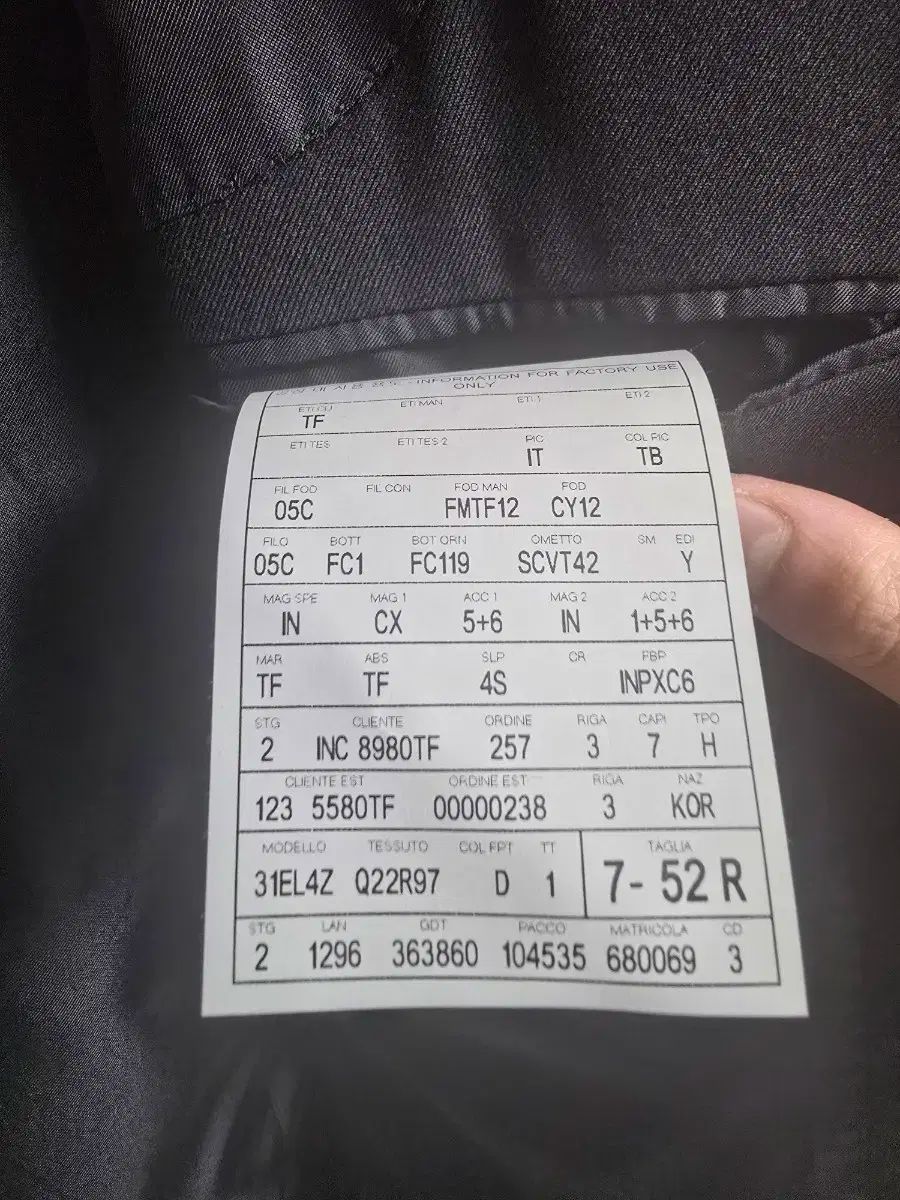 - INFORMATION FOR FACTORY USE
ONLY
ETI CLI ETI MAN ETI 1 ETI 2
TF
ETI TES ETI TES 2 PIC COL PIC
IT TB
FIL FOD FIL CON FOD MAN FOD
05C FMTF12 CY12
FILO BOTT BOT ORN OMETTO SM EDI
05C FC1 FC119 SCVT42 Y
MAG SPE MAG 1 ACC 1 MAG 2 ACC 2
IN CX 5+6 IN 1+5+6
MAR ABS SLP CR PBP
TF TF 4S INPXC6
STG CLIENTE ORDINE RIGA CAPI TPO
2 INC 8980TF 257 3 7 H
CLIENTE EST ORDINE EST RIGA NAZ
123 5580TF 00000238 3 KOR
MODELLO TESSUTO COL FPT TT TAGLIA
31EL4Z Q22R97 D 1 7- 52 R
STG LAN GDT PACCO MATRICOLA CD
2 1296 363860 104535 680069 3